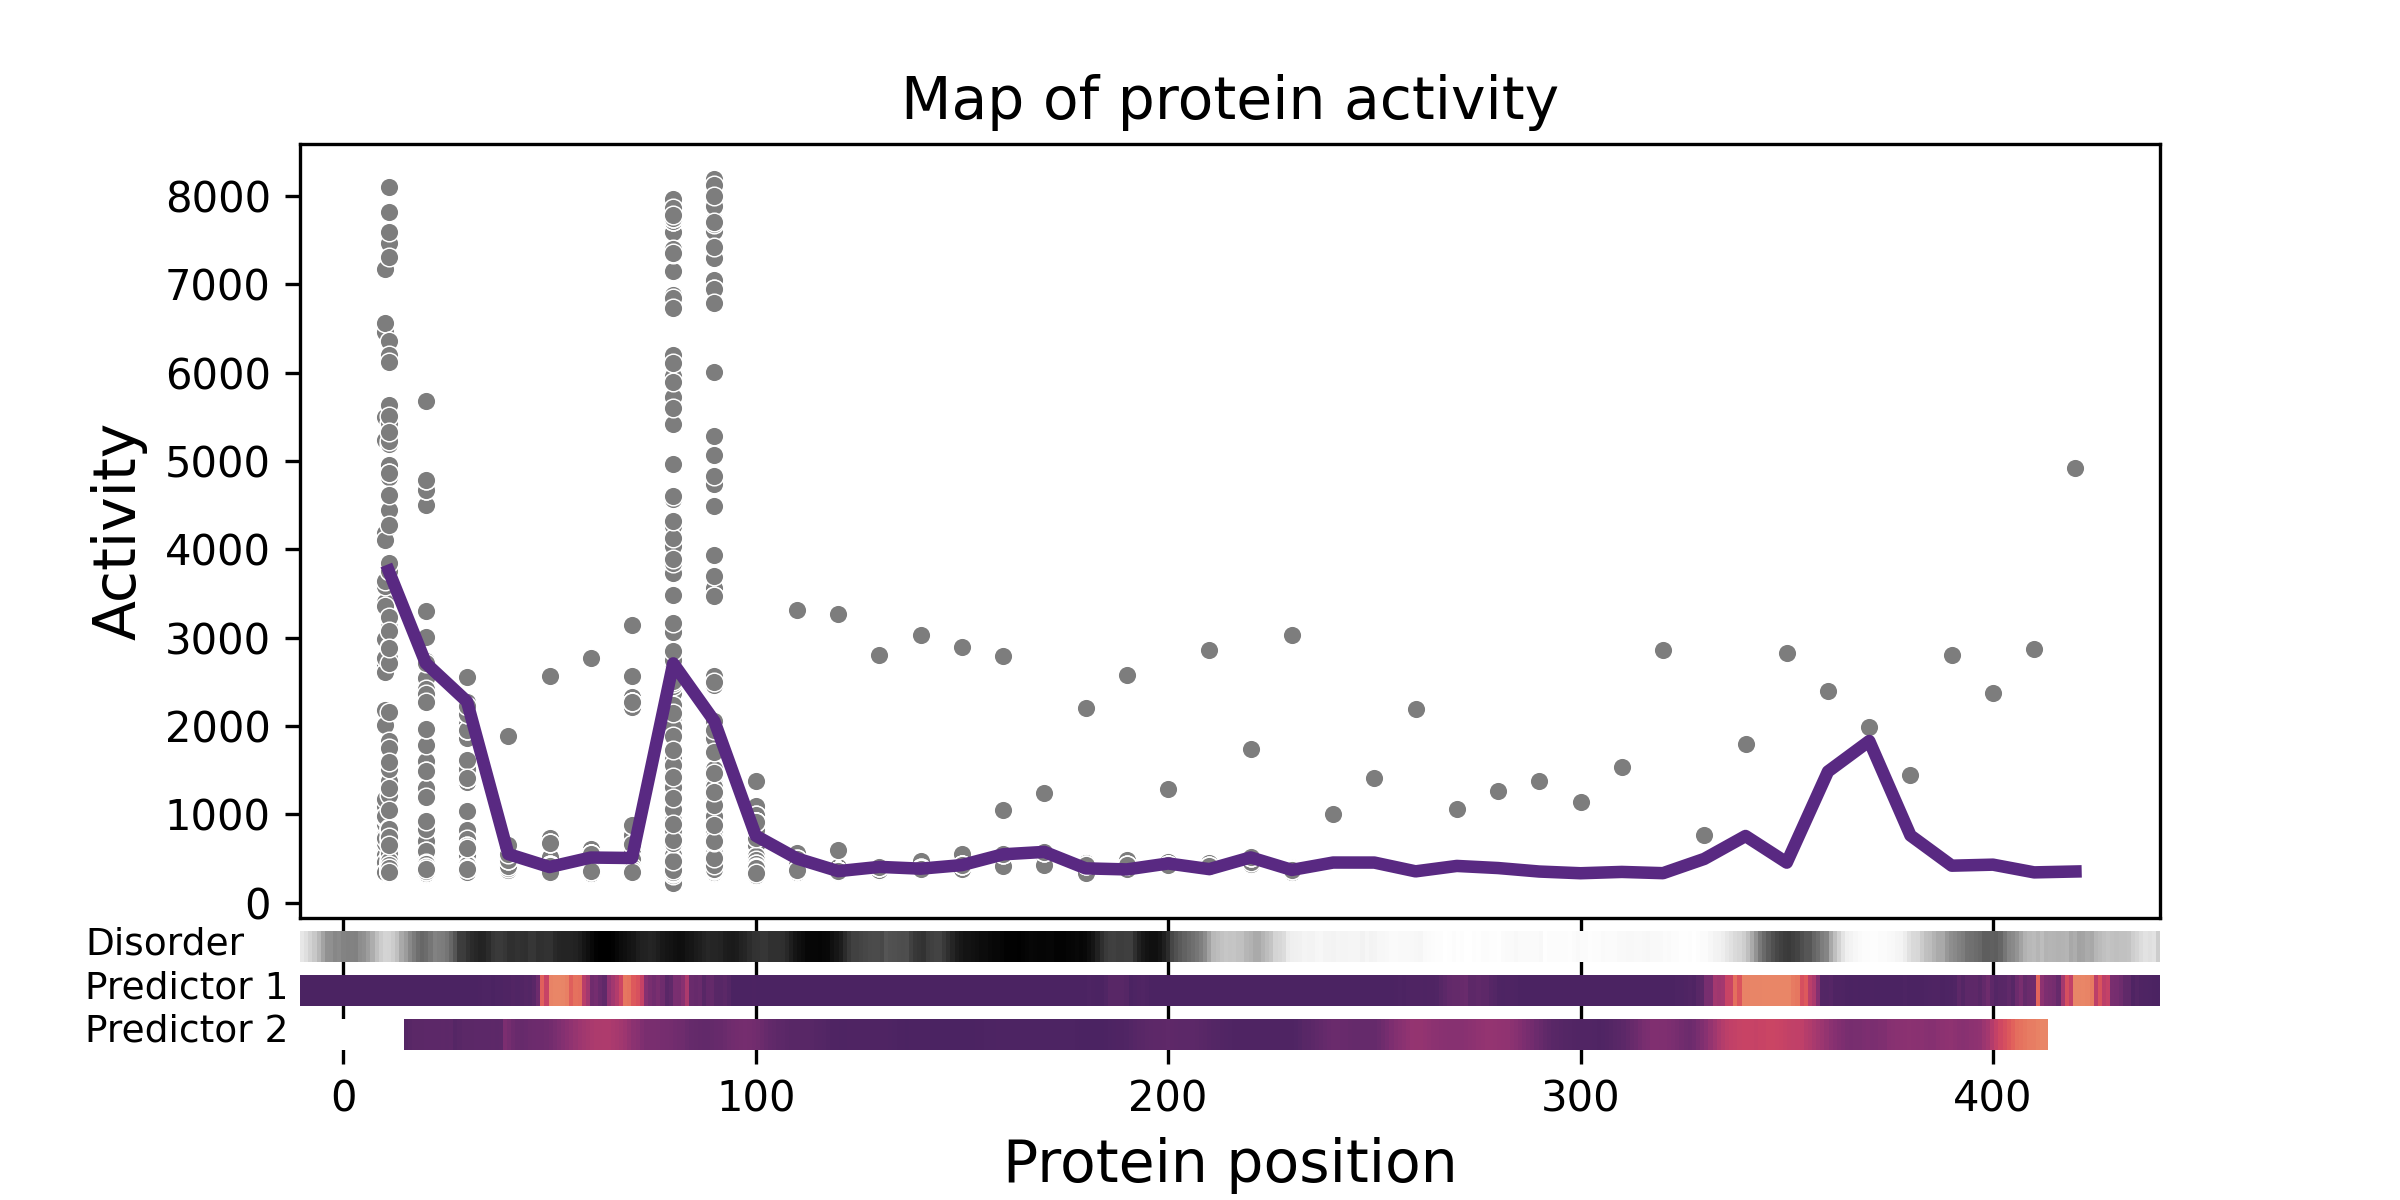 Map of protein activity
8000
7000
6000
5000
4000
3000
2000
1000
0
Activity
Disorder
Predictor 1
Predictor 2
0 100 200 300 400
Protein position